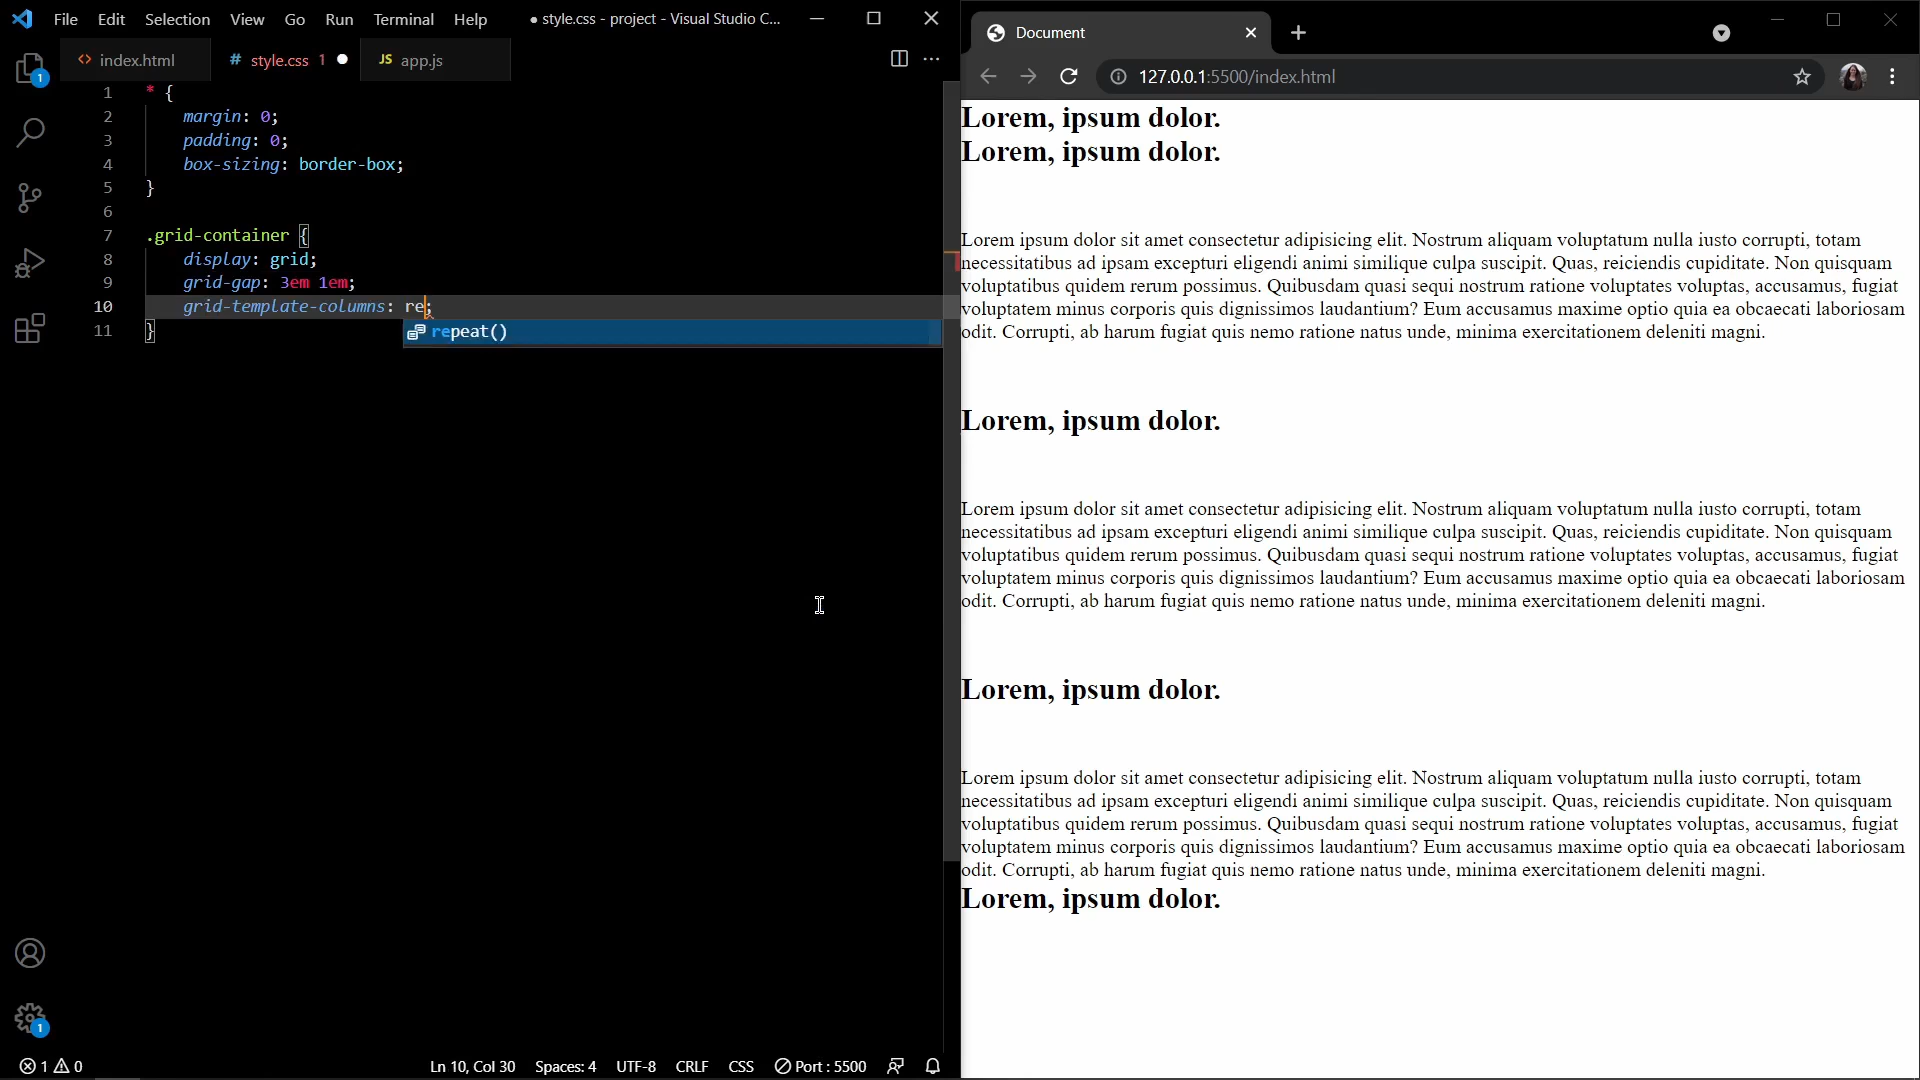 File Edit Selection View Go Run Terminal Help ● style.css - project - Visual Studio C...
<> index.html # style.css 1 ● JS app.js ...
1 * {
2 margin: 0;
3 padding: 0;
4 box-sizing: border-box;
5 }
6
7 .grid-container {
8 display: grid;
9 grid-gap: 3em 1em;
10 grid-template-columns: re;
repeat()
11 }
1
1
1 0 Ln 10, Col 30 Spaces: 4 UTF-8 CRLF CSS Port : 5500
Document
127.0.0.1:5500/index.html
Lorem, ipsum dolor.
Lorem, ipsum dolor.
Lorem ipsum dolor sit amet consectetur adipisicing elit. Nostrum aliquam voluptatum nulla iusto corrupti, totam
necessitatibus ad ipsam excepturi eligendi animi similique culpa suscipit. Quas, reiciendis cupiditate. Non quisquam
voluptatibus quidem rerum possimus. Quibusdam quasi sequi nostrum ratione voluptates voluptas, accusamus, fugiat
voluptatem minus corporis quis dignissimos laudantium? Eum accusamus maxime optio quia ea obcaecati laboriosam
odit. Corrupti, ab harum fugiat quis nemo ratione natus unde, minima exercitationem deleniti magni.
Lorem, ipsum dolor.
Lorem ipsum dolor sit amet consectetur adipisicing elit. Nostrum aliquam voluptatum nulla iusto corrupti, totam
necessitatibus ad ipsam excepturi eligendi animi similique culpa suscipit. Quas, reiciendis cupiditate. Non quisquam
voluptatibus quidem rerum possimus. Quibusdam quasi sequi nostrum ratione voluptates voluptas, accusamus, fugiat
voluptatem minus corporis quis dignissimos laudantium? Eum accusamus maxime optio quia ea obcaecati laboriosam
odit. Corrupti, ab harum fugiat quis nemo ratione natus unde, minima exercitationem deleniti magni.
Lorem, ipsum dolor.
Lorem ipsum dolor sit amet consectetur adipisicing elit. Nostrum aliquam voluptatum nulla iusto corrupti, totam
necessitatibus ad ipsam excepturi eligendi animi similique culpa suscipit. Quas, reiciendis cupiditate. Non quisquam
voluptatibus quidem rerum possimus. Quibusdam quasi sequi nostrum ratione voluptates voluptas, accusamus, fugiat
voluptatem minus corporis quis dignissimos laudantium? Eum accusamus maxime optio quia ea obcaecati laboriosam
odit. Corrupti, ab harum fugiat quis nemo ratione natus unde, minima exercitationem deleniti magni.
Lorem, ipsum dolor.